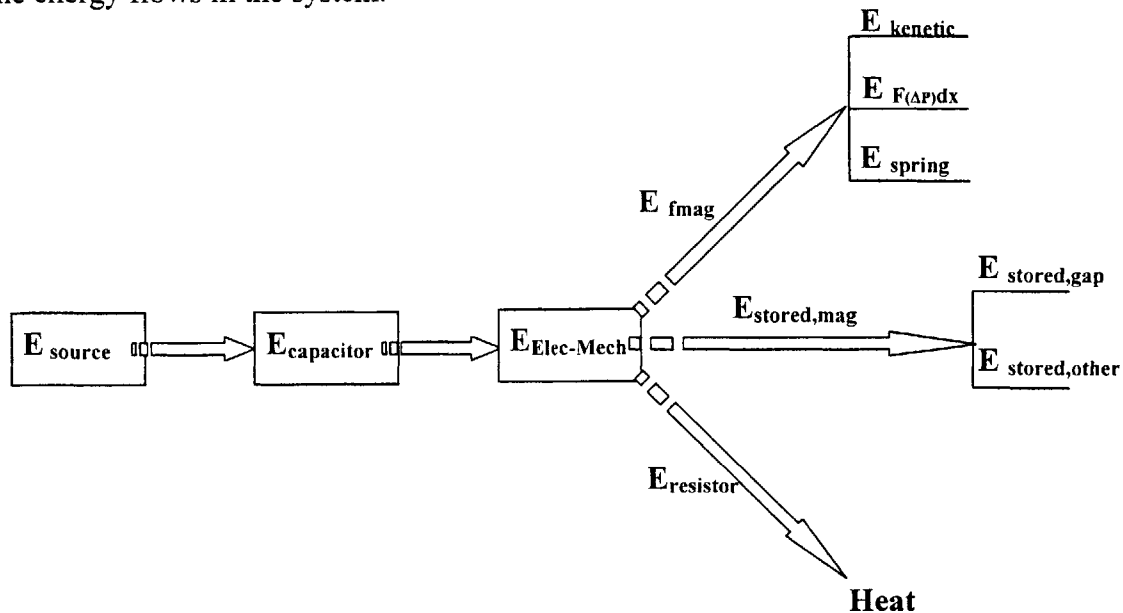 the energy flows in the system.
E kenetic
E F(ΔP)dx
E spring
E fmag
E stored,gap
E stored,mag
E source
E capacitor
E Elec-Mech
E stored,other
E resistor
Heat